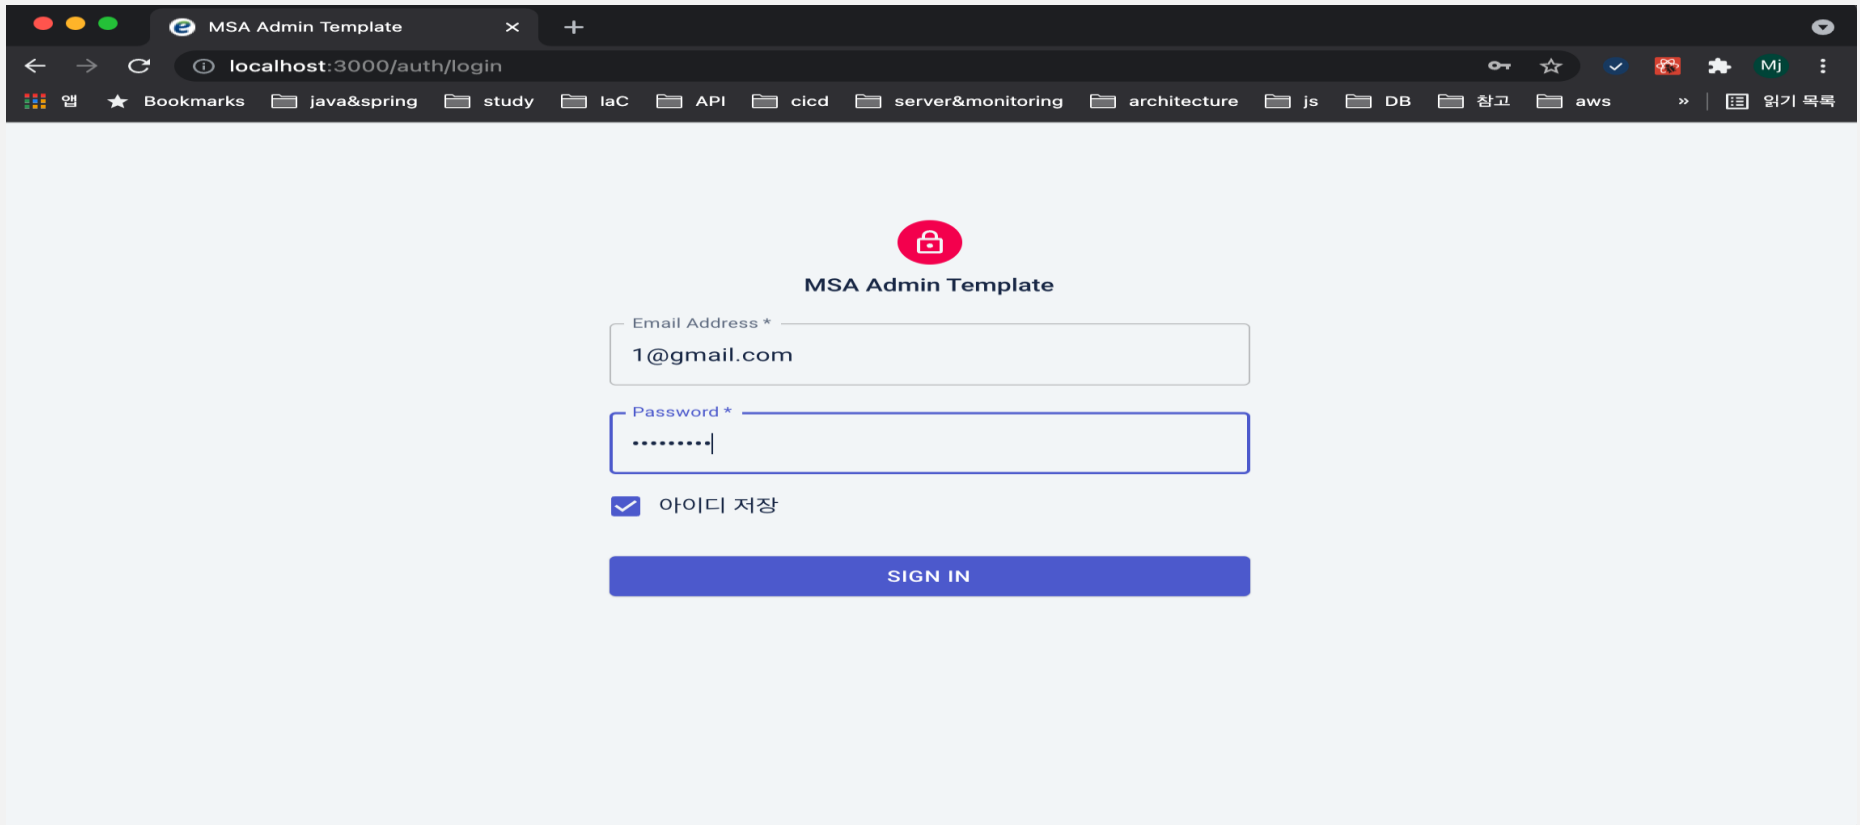 MSA Admin Template
localhost:3000/auth/login
Mj
앱 Bookmarks java&spring study IaC API cicd server&monitoring architecture js DB 참고 aws » 읽기 목록
MSA Admin Template
Email Address *
1@gmail.com
Password *
•••••••••
아이디 저장
SIGN IN